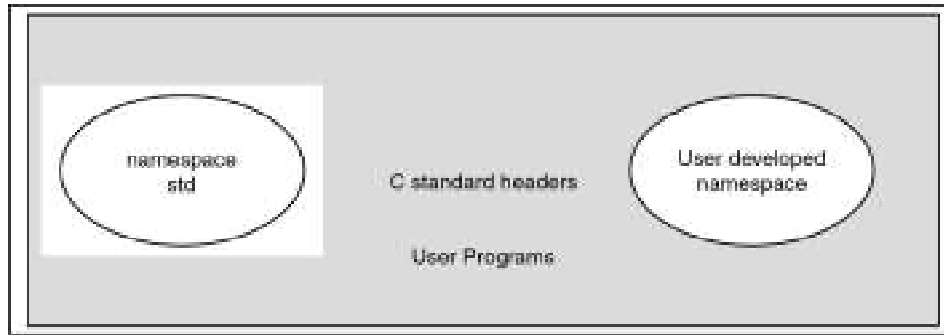 namespace
std
C standard headers
User Programs
User developed
namespace